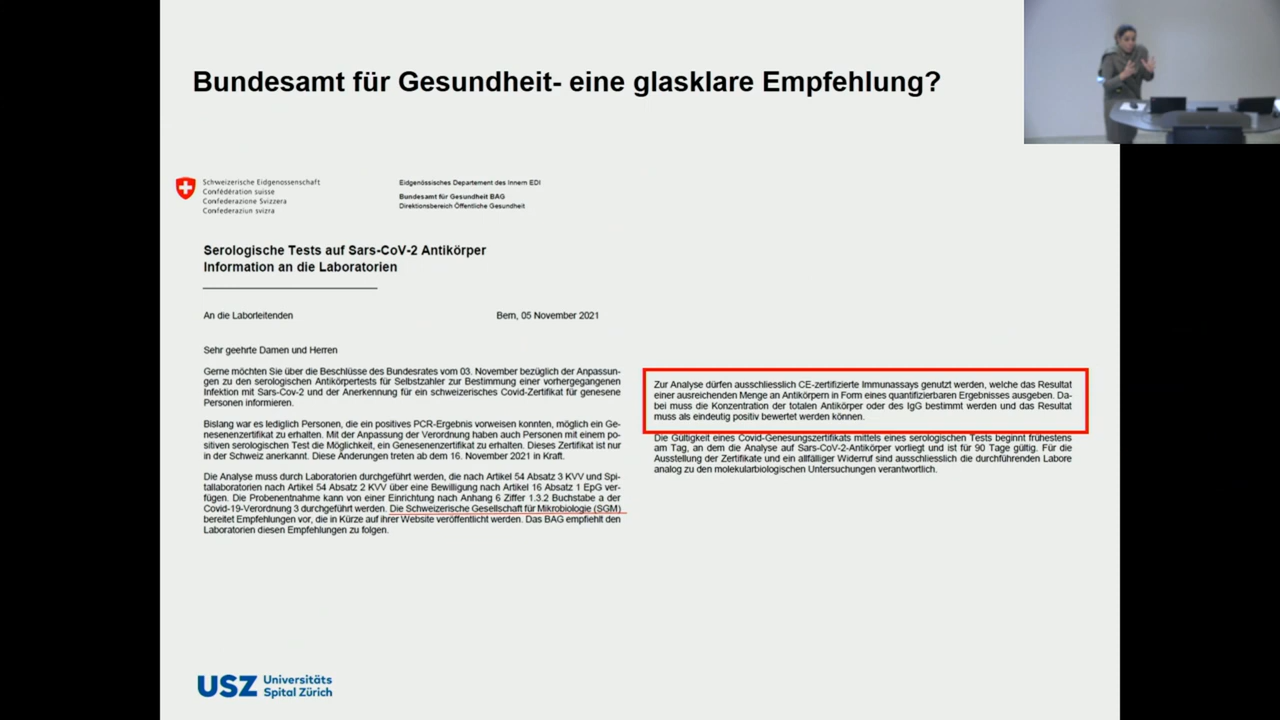 Bundesamt für Gesundheit- eine glasklare Empfehlung?
Schweizerische Eidgenossenschaft
Confédération suisse
Confederazione Svizzera
Confederaziun svizra
Eidgenössisches Departement des Innern EDI
Bundesamt für Gesundheit BAG
Direktionsbereich Öffentliche Gesundheit
Serologische Tests auf Sars-CoV-2 Antikörper
Information an die Laboratorien
An die Laborleitenden
Bern, 05 November 2021
Sehr geehrte Damen und Herren
Gerne möchten Sie über die Beschlüsse des Bundesrates vom 03. November bezüglich der Anpassun-
gen zu den serologischen Antikörpertests für Selbstzahler zur Bestimmung einer vorhergegangenen
Infektion mit Sars-Cov-2 und der Anerkennung für ein schweizerisches Covid-Zertifikat für genesene
Personen informieren.
Bislang war es lediglich Personen, die ein positives PCR-Ergebnis vorweisen konnten, möglich ein Ge-
nesenenzertifikat zu erhalten. Mit der Anpassung der Verordnung haben auch Personen mit einem po-
sitiven serologischen Test die Möglichkeit, ein Genesenenzertifikat zu erhalten. Dieses Zertifikat ist nur
in der Schweiz anerkannt. Diese Änderungen treten ab dem 16. November 2021 in Kraft.
Die Analyse muss durch Laboratorien durchgeführt werden, die nach Artikel 54 Absatz 3 KVV und Spi-
tallaboratorien nach Artikel 54 Absatz 2 KVV über eine Bewilligung nach Artikel 16 Absatz 1 EpG ver-
fügen. Die Probenentnahme kann von einer Einrichtung nach Anhang 6 Ziffer 1.3.2 Buchstabe a der
Covid-19-Verordnung 3 durchgeführt werden. Die Schweizerische Gesellschaft für Mikrobiologie (SGM)
bereitet Empfehlungen vor, die in Kürze auf ihrer Website veröffentlicht werden. Das BAG empfiehlt den
Laboratorien diesen Empfehlungen zu folgen.
Zur Analyse dürfen ausschliesslich CE-zertifizierte Immunassays genutzt werden, welche das Resultat
einer ausreichenden Menge an Antikörpern in Form eines quantifizierbaren Ergebnisses ausgeben. Da-
bei muss die Konzentration der totalen Antikörper oder des IgG bestimmt werden und das Resultat
muss als eindeutig positiv bewertet werden können.
Die Gültigkeit eines Covid-Genesungszertifikats mittels eines serologischen Tests beginnt frühestens
am Tag, an dem die Analyse auf Sars-CoV-2-Antikörper vorliegt und ist für 90 Tage gültig. Für die
Ausstellung der Zertifikate und ein allfälliger Widerruf sind ausschliesslich die durchführenden Labore
analog zu den molekularbiologischen Untersuchungen verantwortlich.
USZ Universitäts
Spital Zürich